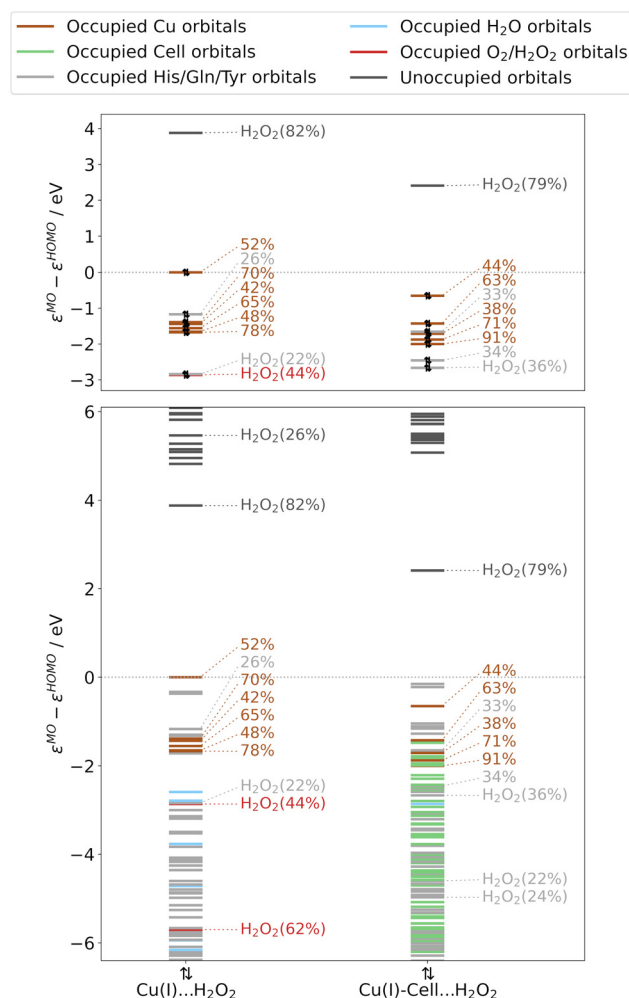 Occupied Cu orbitals
Occupied Cell orbitals
Occupied His/Gln/Tyr orbitals
Occupied H₂O orbitals
Occupied O₂/H₂O₂ orbitals
Unoccupied orbitals
ε^MO − ε^HOMO / eV
4
3
2
1
0
−1
−2
−3
H₂O₂(82%)
52%
26%
70%
42%
65%
48%
78%
H₂O₂(22%)
H₂O₂(44%)
H₂O₂(79%)
44%
63%
33%
38%
71%
91%
34%
H₂O₂(36%)
ε^MO − ε^HOMO / eV
6
4
2
0
−2
−4
−6
H₂O₂(26%)
H₂O₂(82%)
52%
26%
70%
42%
65%
48%
78%
H₂O₂(22%)
H₂O₂(44%)
H₂O₂(62%)
H₂O₂(79%)
44%
63%
33%
38%
71%
91%
34%
H₂O₂(36%)
H₂O₂(22%)
H₂O₂(24%)
⇅
Cu(I)...H₂O₂
⇅
Cu(I)-Cell...H₂O₂